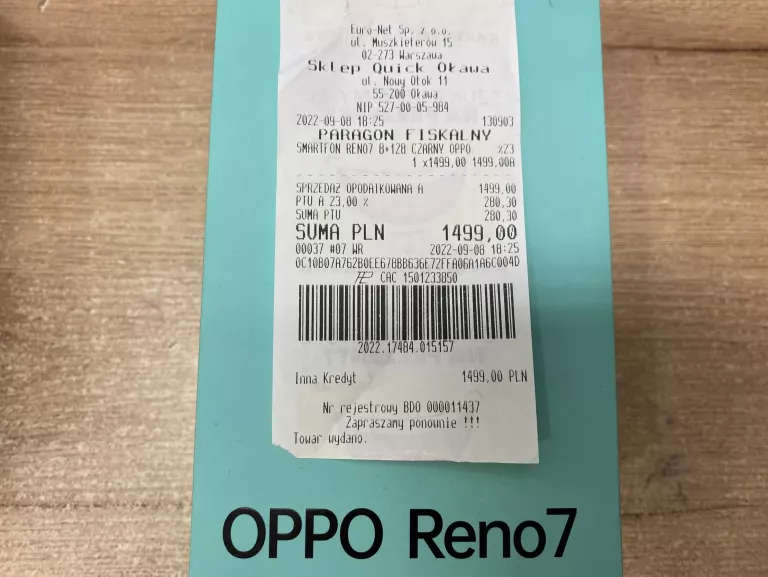 Euro-Net Sp. z o.o.
ul. Muszkieterów 15
02-273 Warszawa
Sklep Quick Oława
ul. Nowy Otok 11
55-200 Oława
NIP 527-00-05-984
2022-09-08 18:25 130903
PARAGON FISKALNY
SMARTFON RENO7 8+128 CZARNY OPPO %23
1 x1499,00 1499,00A
SPRZEDAŻ OPODATKOWANA A 1499,00
PTU A 23,00 % 280,30
SUMA PTU 280,30
SUMA PLN 1499,00
00037 #07 WR 2022-09-08 18:25
0C10B07A762B0EE678BB636E72FFA06A1A6C004D
CAC 1501233850
2022.17484.015157
Inna Kredyt 1499,00 PLN
Nr rejestrowy BDO 000011437
Zapraszamy ponownie !!!
Towar wydano.
OPPO Reno7